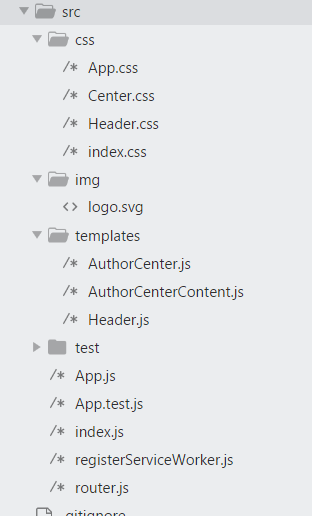 src
css
App.css
Center.css
Header.css
index.css
img
logo.svg
templates
AuthorCenter.js
AuthorCenterContent.js
Header.js
test
App.js
App.test.js
index.js
registerServiceWorker.js
router.js
.gitignore